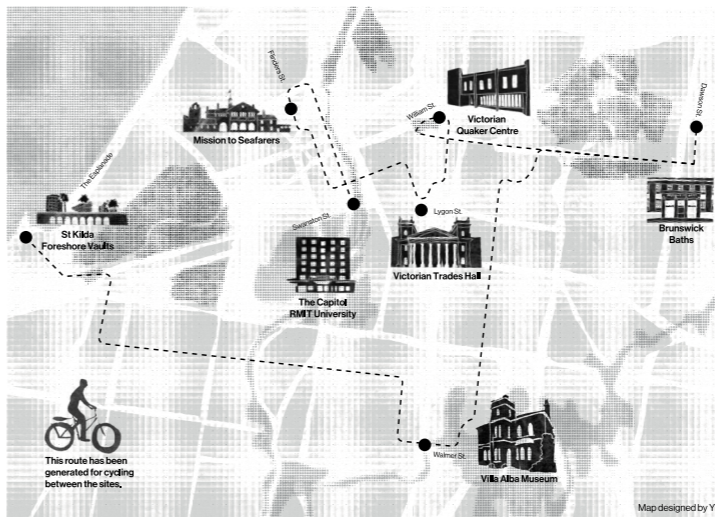 Flinders St.
Mission to Seafarers
William St.
Victorian
Quaker Centre
Dawson St.
The Esplanade
St Kilda
Foreshore Vaults
Swanston St.
Lygon St.
Brunswick
Baths
Victorian Trades Hall
The Capitol
RMIT University
This route has been
generated for cycling
between the sites.
Walmer St.
Villa Alba Museum
Map designed by Y